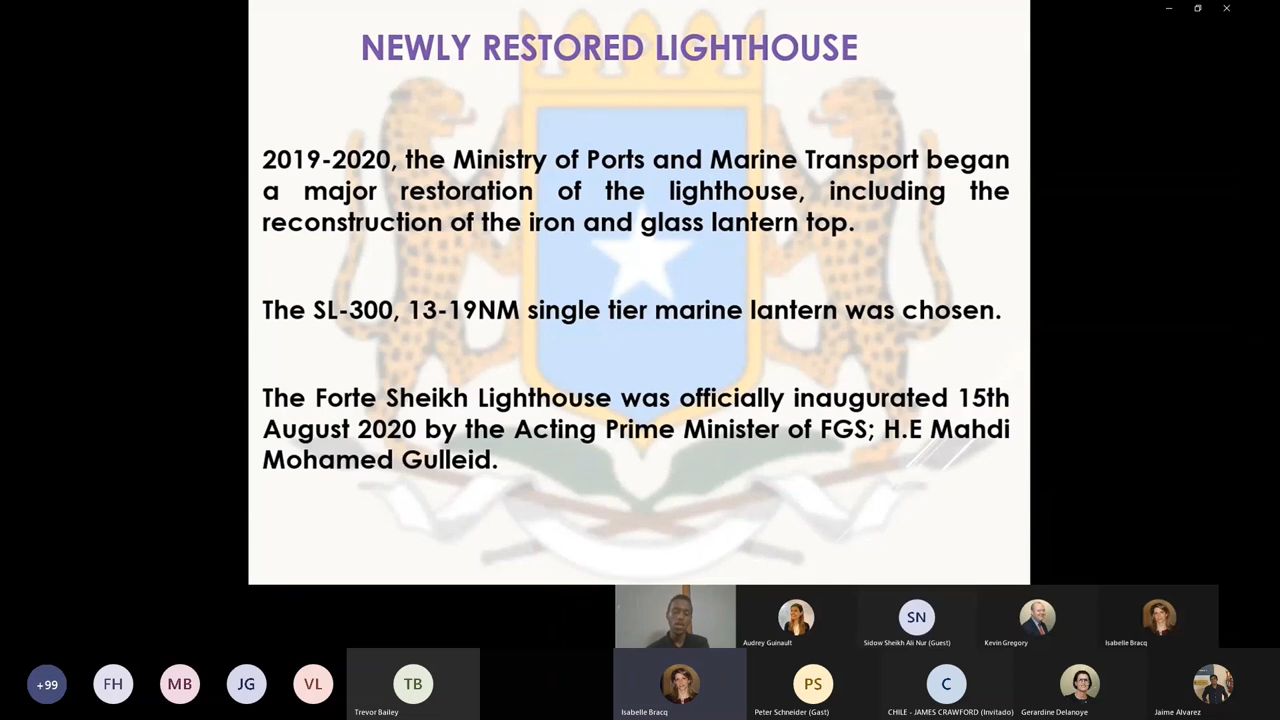 NEWLY RESTORED LIGHTHOUSE
2019-2020, the Ministry of Ports and Marine Transport began
a major restoration of the lighthouse, including the
reconstruction of the iron and glass lantern top.
The SL-300, 13-19NM single tier marine lantern was chosen.
The Forte Sheikh Lighthouse was officially inaugurated 15th
August 2020 by the Acting Prime Minister of FGS; H.E Mahdi
Mohamed Gulleid.
SN
Audrey Guinault
Sidow Sheikh Ali Nur (Guest)
Kevin Gregory
Isabelle Bracq
+99
FH
MB
JG
VL
TB
PS
C
Trevor Bailey
Isabelle Bracq
Peter Schneider (Gast)
CHILE - JAMES CRAWFORD (Invitado)
Gerardine Delanoye
Jaime Alvarez